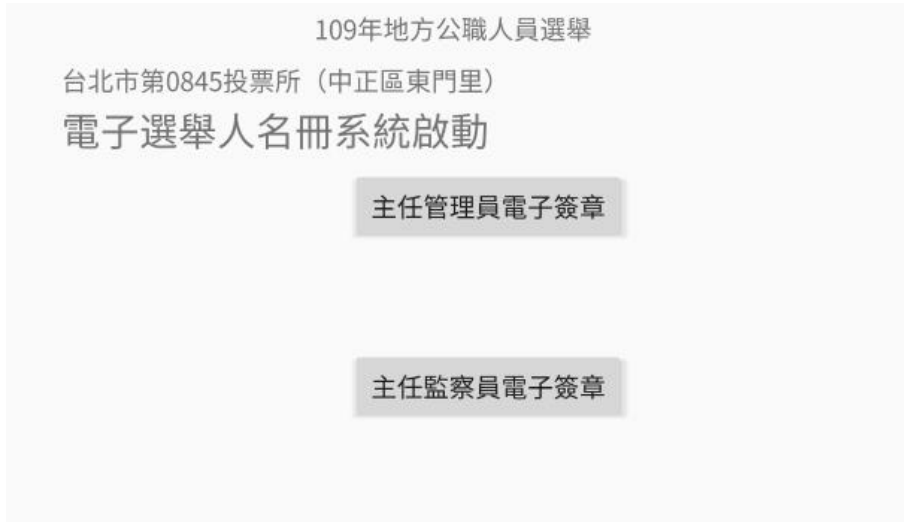 109年地方公職人員選舉
台北市第0845投票所（中正區東門里）
電子選舉人名冊系統啟動
主任管理員電子簽章
主任監察員電子簽章